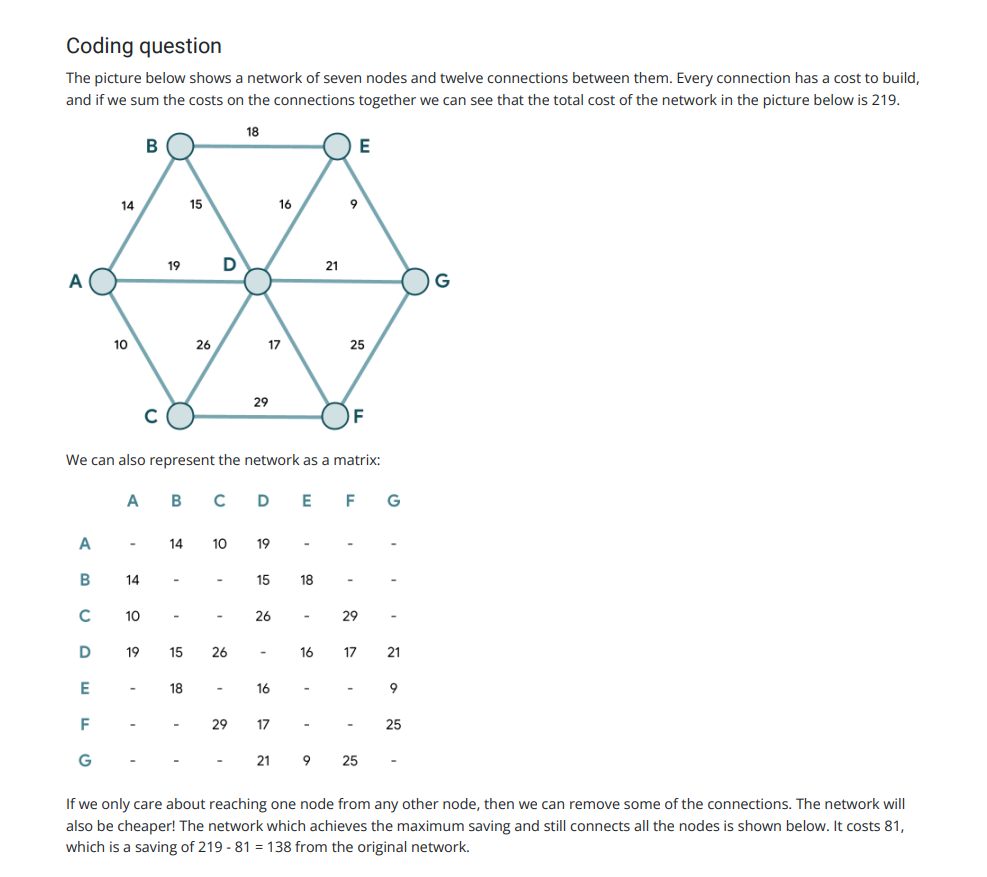 Coding question
The picture below shows a network of seven nodes and twelve connections between them. Every connection has a cost to build,
and if we sum the costs on the connections together we can see that the total cost of the network in the picture below is 219.
18
B E
14 15 16 9
19 D 21
A G
10 26 17 25
29
C F
We can also represent the network as a matrix:
A B C D E F G
A - 14 10 19 - - -
B 14 - - 15 18 - -
C 10 - - 26 - 29 -
D 19 15 26 - 16 17 21
E - 18 - 16 - - 9
F - - 29 17 - - 25
G - - - 21 9 25 -
If we only care about reaching one node from any other node, then we can remove some of the connections. The network will
also be cheaper! The network which achieves the maximum saving and still connects all the nodes is shown below. It costs 81,
which is a saving of 219 - 81 = 138 from the original network.